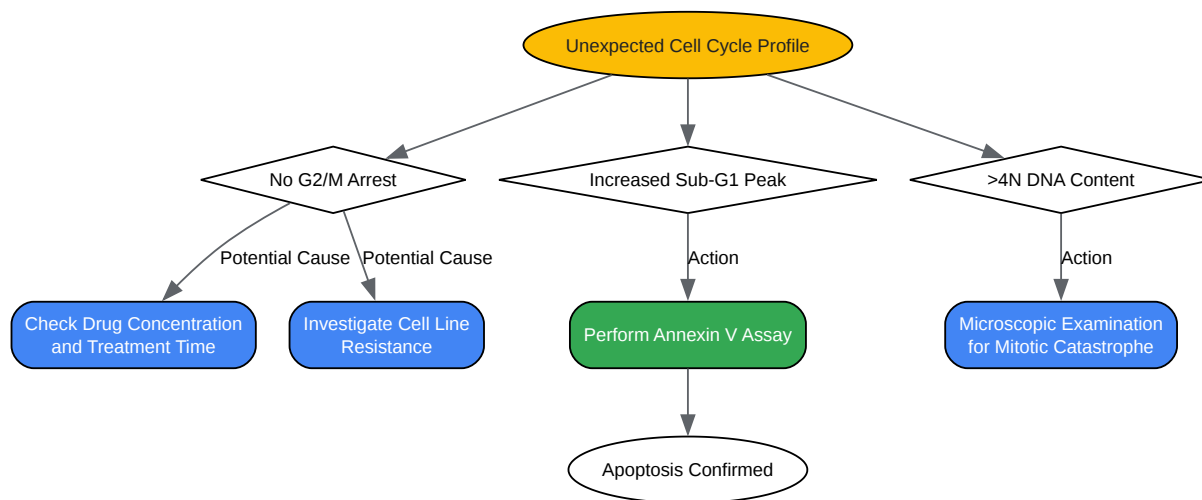 Unexpected Cell Cycle Profile
No G2/M Arrest
Increased Sub-G1 Peak
>4N DNA Content
Potential Cause
Potential Cause
Action
Action
Check Drug Concentration
and Treatment Time
Investigate Cell Line
Resistance
Perform Annexin V Assay
Microscopic Examination
for Mitotic Catastrophe
Apoptosis Confirmed